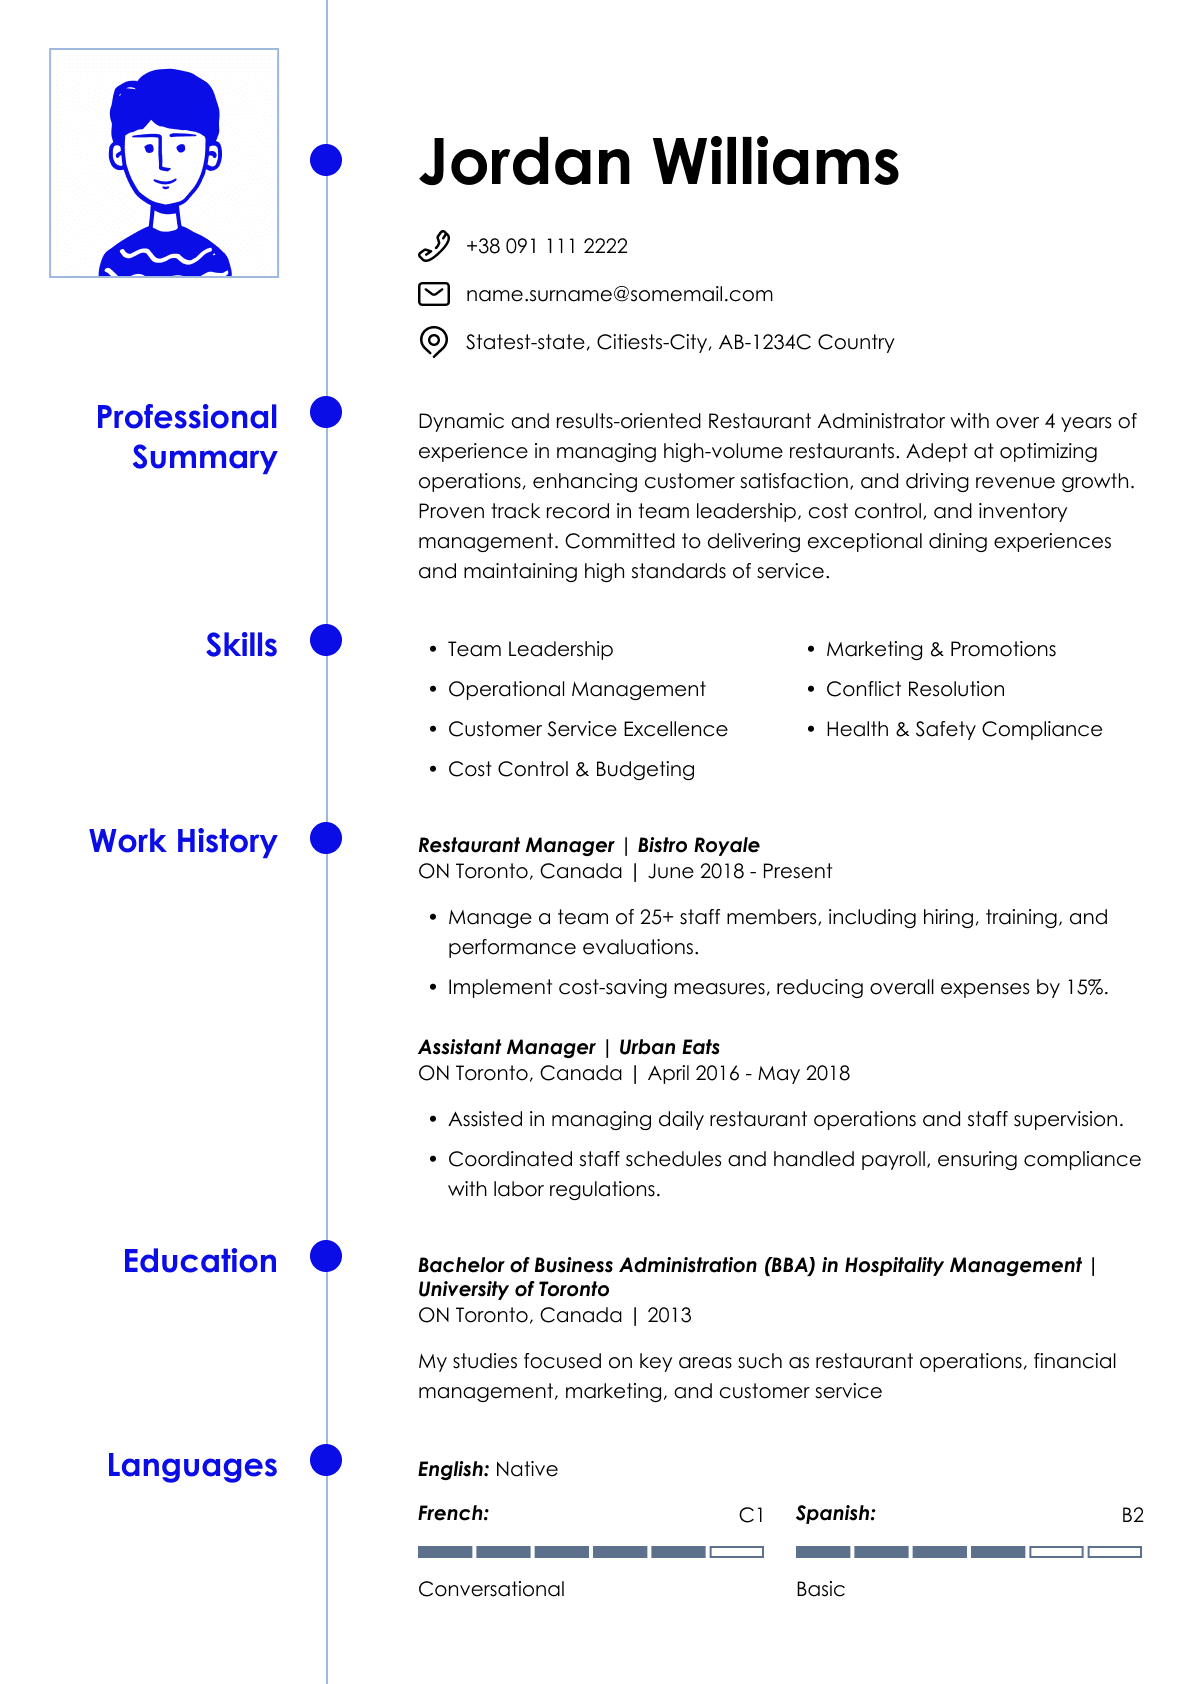 Jordan Williams
+38 091 111 2222
name.surname@somemail.com
Statest-state, Citiests-City, AB-1234C Country
Professional
Summary
Dynamic and results-oriented Restaurant Administrator with over 4 years of
experience in managing high-volume restaurants. Adept at optimizing
operations, enhancing customer satisfaction, and driving revenue growth.
Proven track record in team leadership, cost control, and inventory
management. Committed to delivering exceptional dining experiences
and maintaining high standards of service.
Skills
• Team Leadership
• Operational Management
• Customer Service Excellence
• Cost Control & Budgeting
• Marketing & Promotions
• Conflict Resolution
• Health & Safety Compliance
Work History
Restaurant Manager | Bistro Royale
ON Toronto, Canada | June 2018 - Present
• Manage a team of 25+ staff members, including hiring, training, and
performance evaluations.
• Implement cost-saving measures, reducing overall expenses by 15%.
Assistant Manager | Urban Eats
ON Toronto, Canada | April 2016 - May 2018
• Assisted in managing daily restaurant operations and staff supervision.
• Coordinated staff schedules and handled payroll, ensuring compliance
with labor regulations.
Education
Bachelor of Business Administration (BBA) in Hospitality Management |
University of Toronto
ON Toronto, Canada | 2013
My studies focused on key areas such as restaurant operations, financial
management, marketing, and customer service
Languages
English: Native
French: C1
Conversational
Spanish: B2
Basic